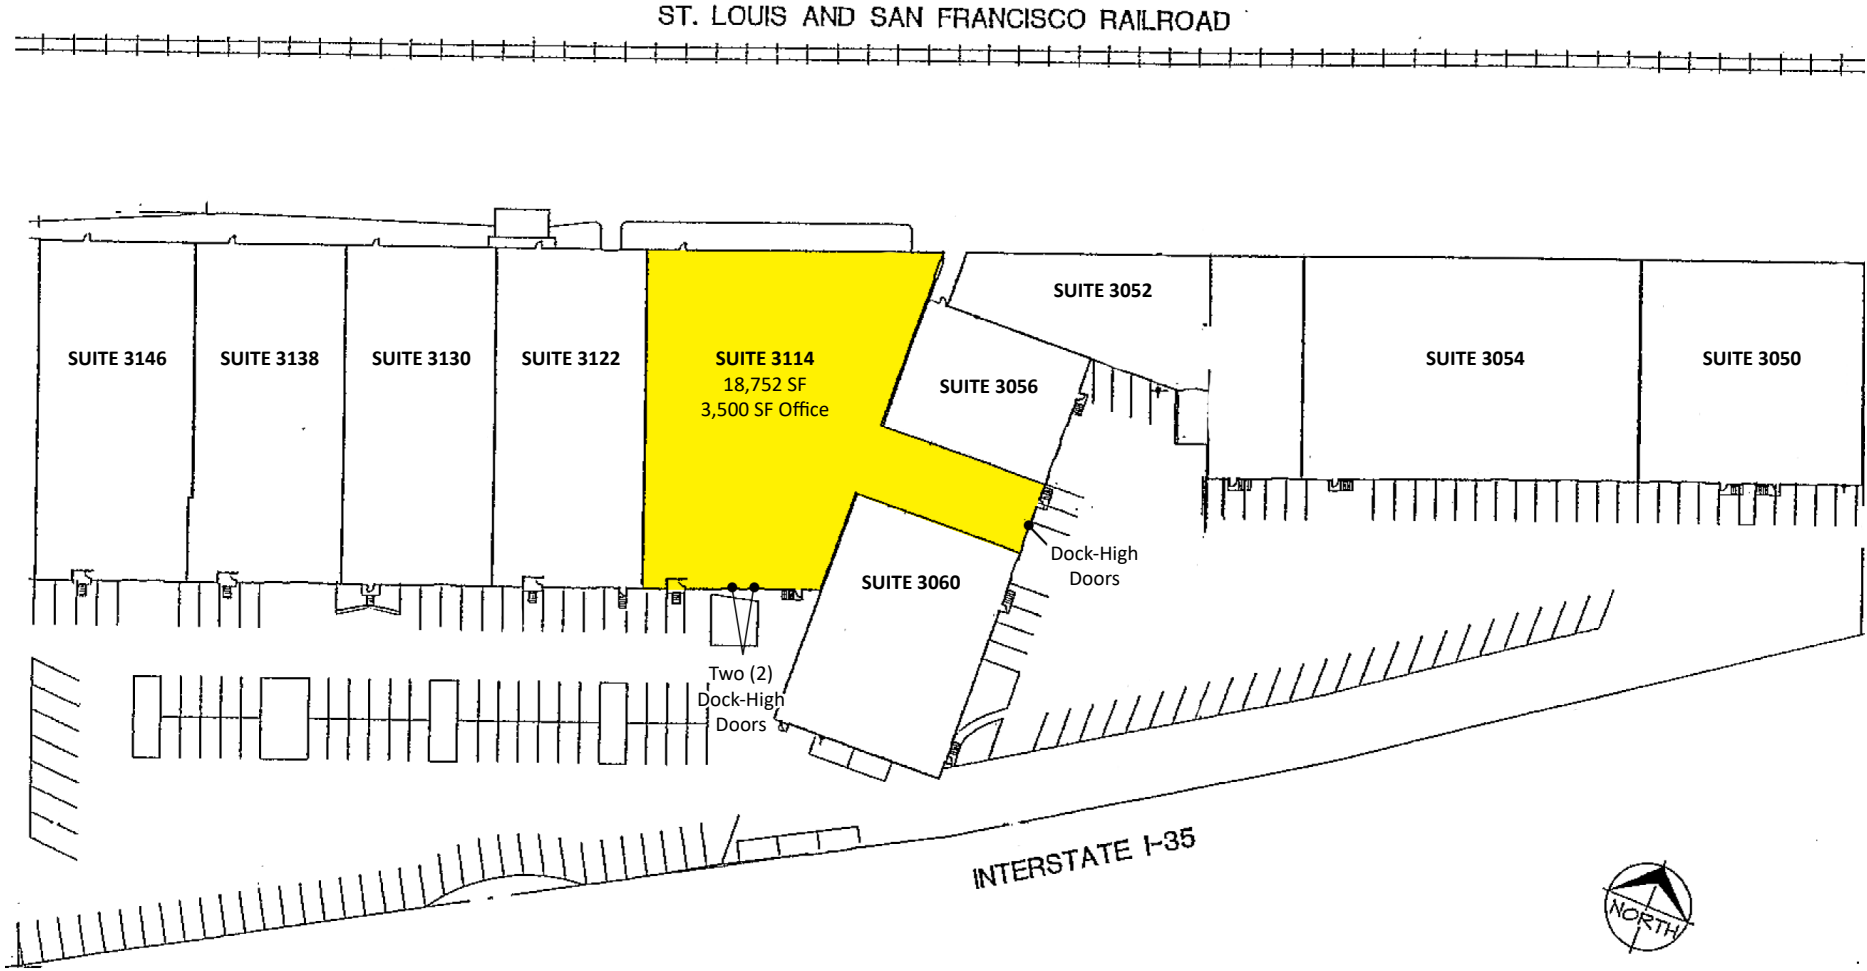 ST. LOUIS AND SAN FRANCISCO RAILROAD
SUITE 3052
SUITE 3146
SUITE 3138
SUITE 3130
SUITE 3122
SUITE 3114
18,752 SF
3,500 SF Office
SUITE 3056
SUITE 3054
SUITE 3050
Dock-High
Doors
SUITE 3060
Two (2)
Dock-High
Doors
INTERSTATE I-35
NORTH